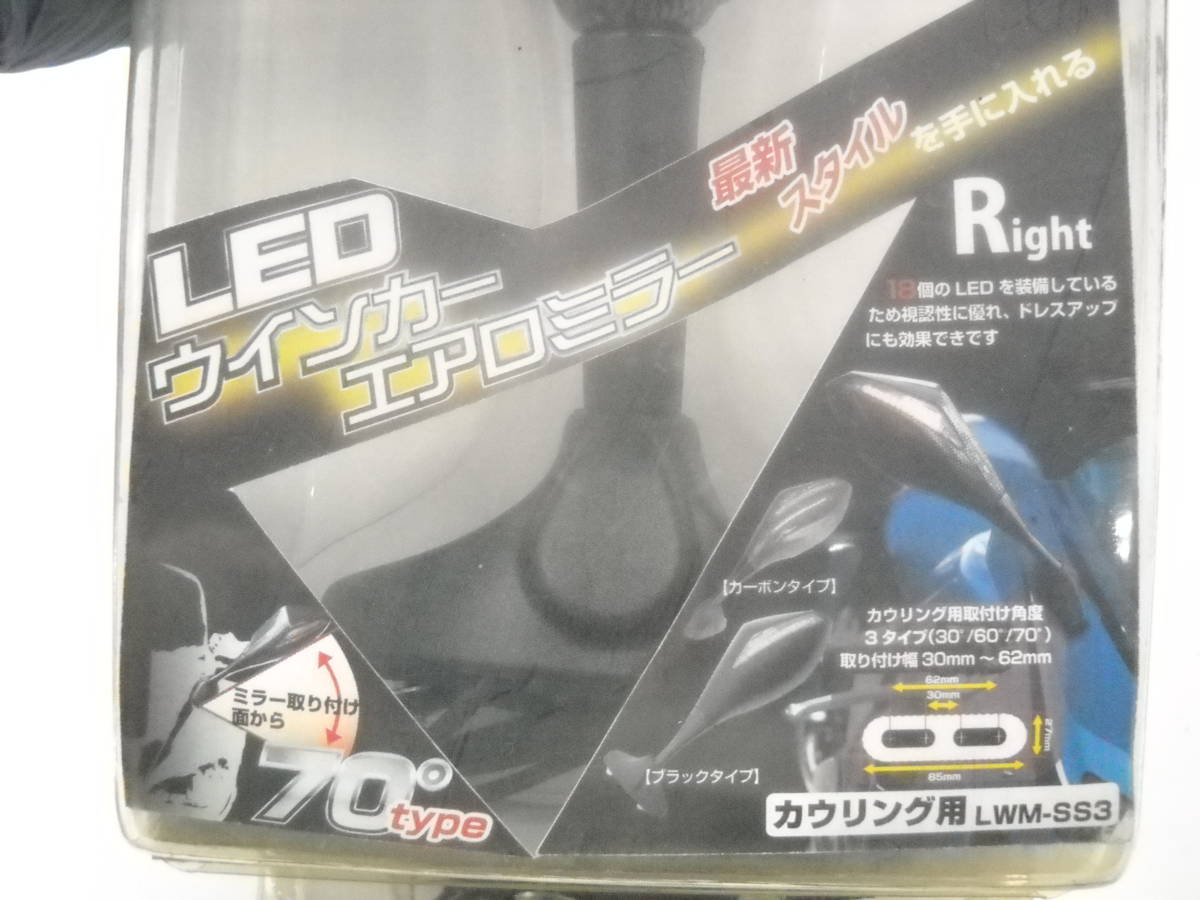 LED
ウインカー
エアロミラー
最新
スタイル
を手に入れる
Right
18個のLEDを装備している
ため視認性に優れ、ドレスアップ
にも効果できです
【カーボンタイプ】
【ブラックタイプ】
カウリング用取付け角度
3タイプ(30°/60°/70°)
取り付け幅30mm～62mm
62mm
30mm
85mm
ミラー取り付け
面から
70°type
カウリング用 LWM-SS3